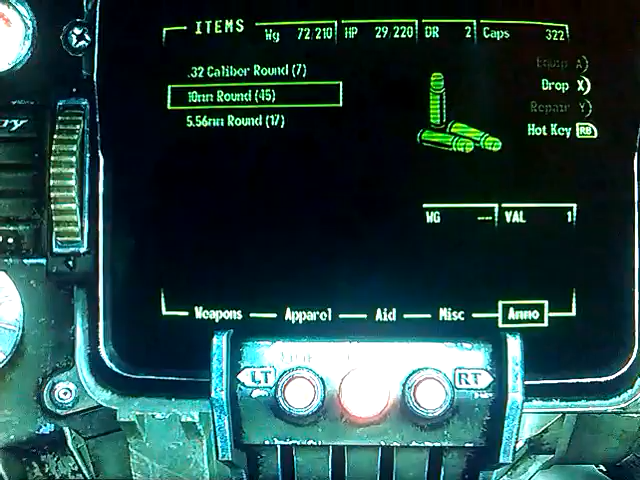 ITEMS
Wg 72/210 HP 29/220 DR 2 Caps 322
.32 Caliber Round (7)
10mm Round (45)
5.56mm Round (17)
Equip A)
Drop X)
Repair Y)
Hot Key RB
WG --- VAL 1
Weapons Apparel Aid Misc Ammo
LT RT